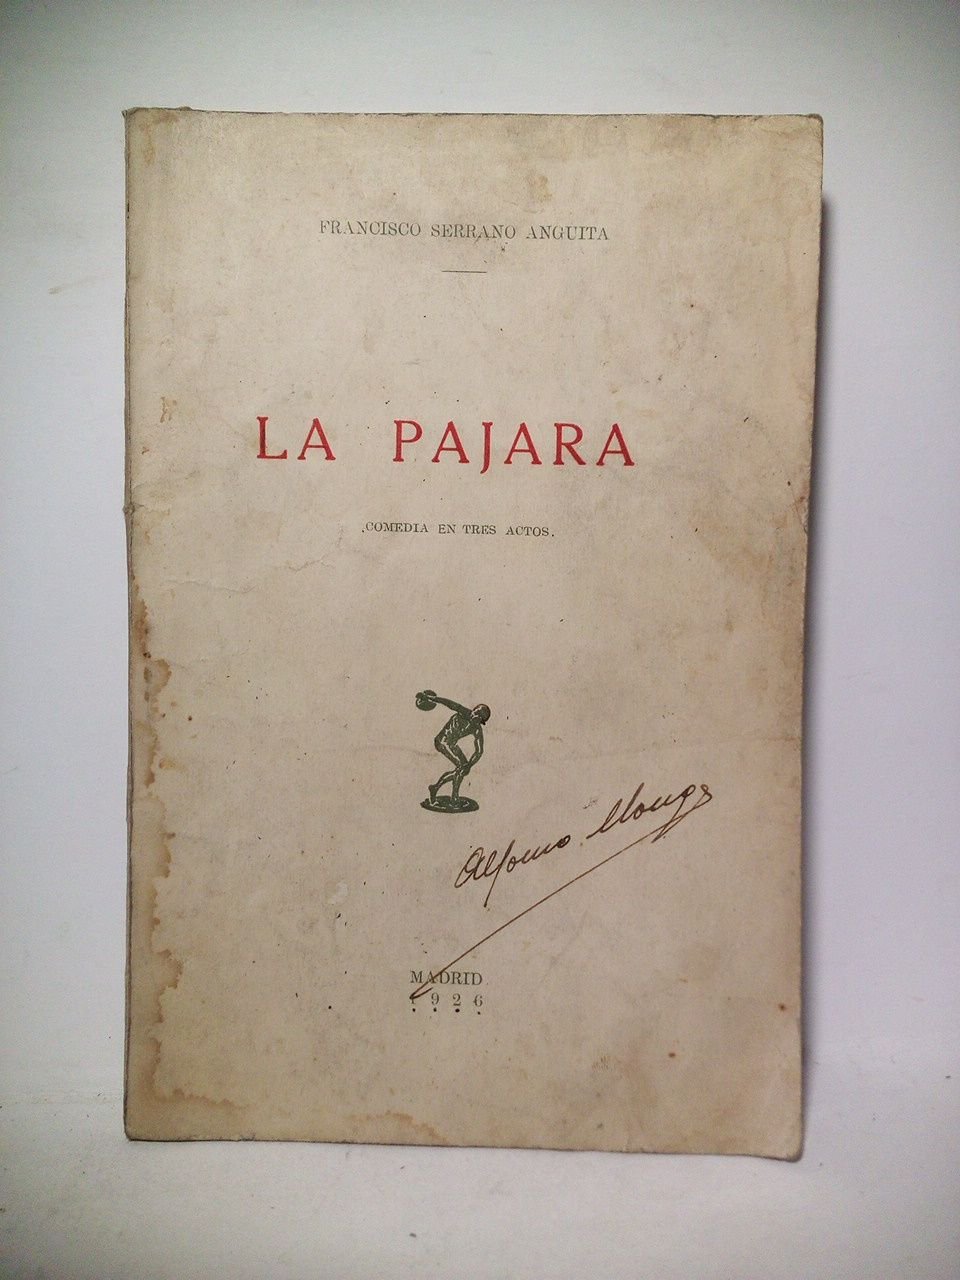 FRANCISCO SERRANO ANGUITA
LA PAJARA
COMEDIA EN TRES ACTOS.
Alfonso
MADRID
1926